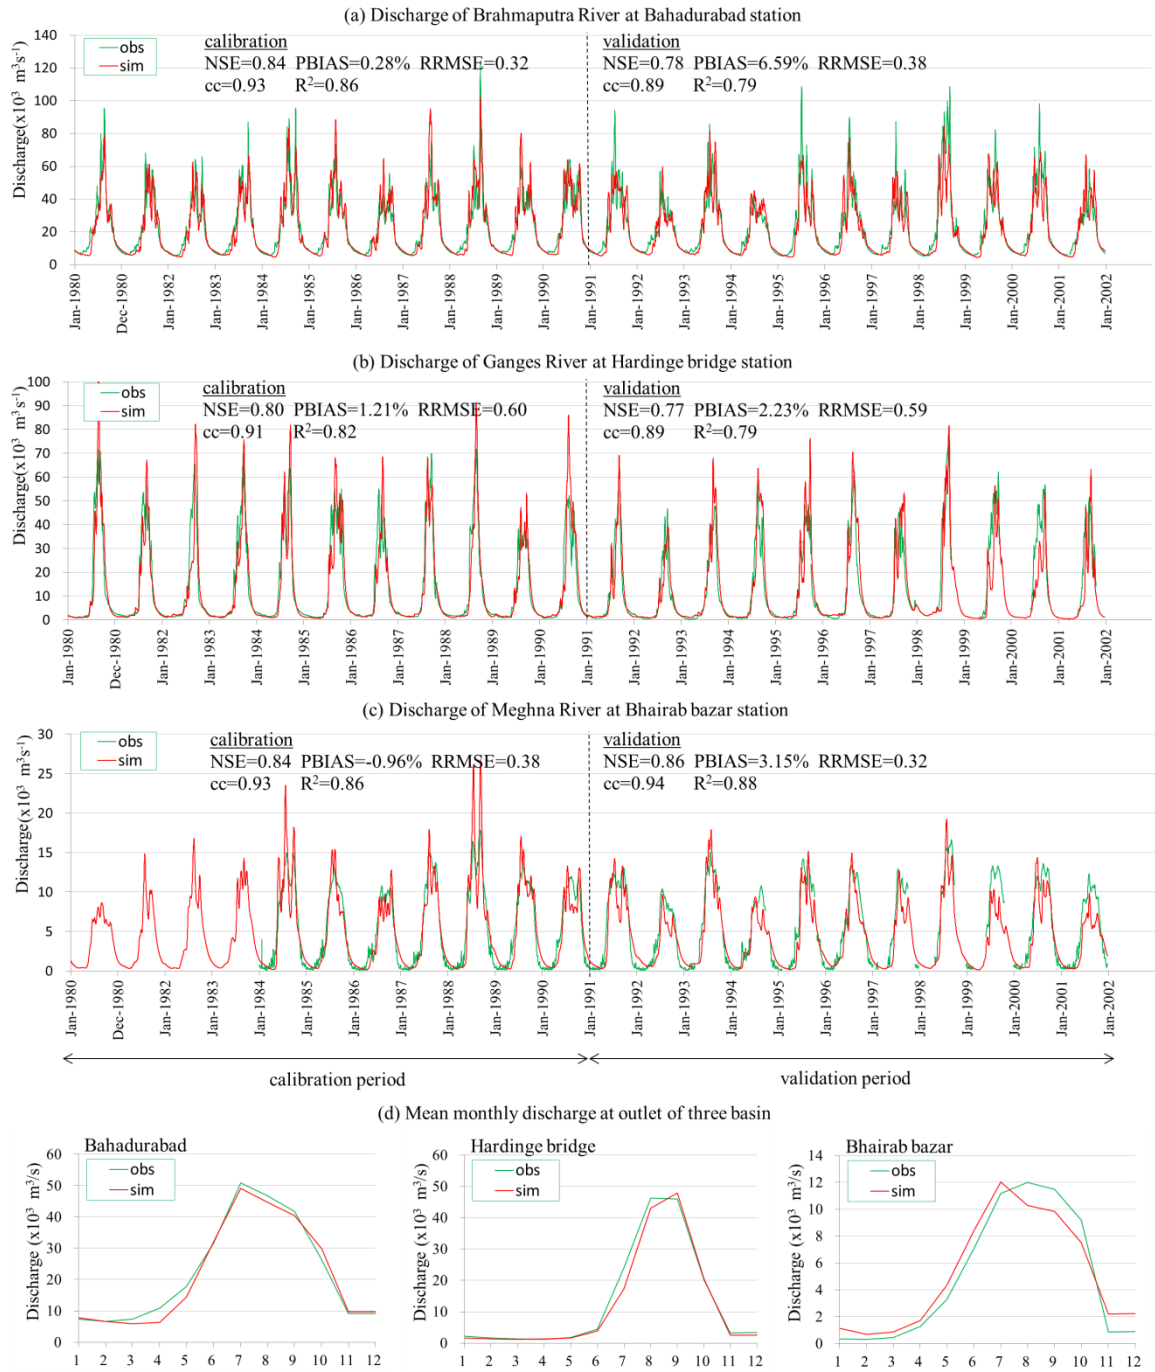 (a) Discharge of Brahmaputra River at Bahadurabad station
obs
sim
calibration
NSE=0.84 PBIAS=0.28% RRMSE=0.32
cc=0.93 R²=0.86
validation
NSE=0.78 PBIAS=6.59% RRMSE=0.38
cc=0.89 R²=0.79
Discharge(x10³ m³s⁻¹)
140
120
100
80
60
40
20
0
Jan-1980
Dec-1980
Jan-1982
Jan-1983
Jan-1984
Jan-1985
Jan-1986
Jan-1987
Jan-1988
Jan-1989
Jan-1990
Jan-1991
Jan-1992
Jan-1993
Jan-1994
Jan-1995
Jan-1996
Jan-1997
Jan-1998
Jan-1999
Jan-2000
Jan-2001
Jan-2002
(b) Discharge of Ganges River at Hardinge bridge station
obs
sim
calibration
NSE=0.80 PBIAS=1.21% RRMSE=0.60
cc=0.91 R²=0.82
validation
NSE=0.77 PBIAS=2.23% RRMSE=0.59
cc=0.89 R²=0.79
Discharge(x10³ m³s⁻¹)
100
90
80
70
60
50
40
30
20
10
0
Jan-1980
Dec-1980
Jan-1982
Jan-1983
Jan-1984
Jan-1985
Jan-1986
Jan-1987
Jan-1988
Jan-1989
Jan-1990
Jan-1991
Jan-1992
Jan-1993
Jan-1994
Jan-1995
Jan-1996
Jan-1997
Jan-1998
Jan-1999
Jan-2000
Jan-2001
Jan-2002
(c) Discharge of Meghna River at Bhairab bazar station
obs
sim
calibration
NSE=0.84 PBIAS=-0.96% RRMSE=0.38
cc=0.93 R²=0.86
validation
NSE=0.86 PBIAS=3.15% RRMSE=0.32
cc=0.94 R²=0.88
Discharge(x10³ m³s⁻¹)
30
25
20
15
10
5
0
Jan-1980
Dec-1980
Jan-1982
Jan-1983
Jan-1984
Jan-1985
Jan-1986
Jan-1987
Jan-1988
Jan-1989
Jan-1990
Jan-1991
Jan-1992
Jan-1993
Jan-1994
Jan-1995
Jan-1996
Jan-1997
Jan-1998
Jan-1999
Jan-2000
Jan-2001
Jan-2002
calibration period
validation period
(d) Mean monthly discharge at outlet of three basin
Bahadurabad
obs
sim
Discharge (x10³ m³/s)
60
50
40
30
20
10
0
1 2 3 4 5 6 7 8 9 10 11 12
Hardinge bridge
obs
sim
Discharge (x10³ m³/s)
60
50
40
30
20
10
0
1 2 3 4 5 6 7 8 9 10 11 12
Bhairab bazar
obs
sim
Discharge (x10³ m³/s)
14
12
10
8
6
4
2
0
1 2 3 4 5 6 7 8 9 10 11 12